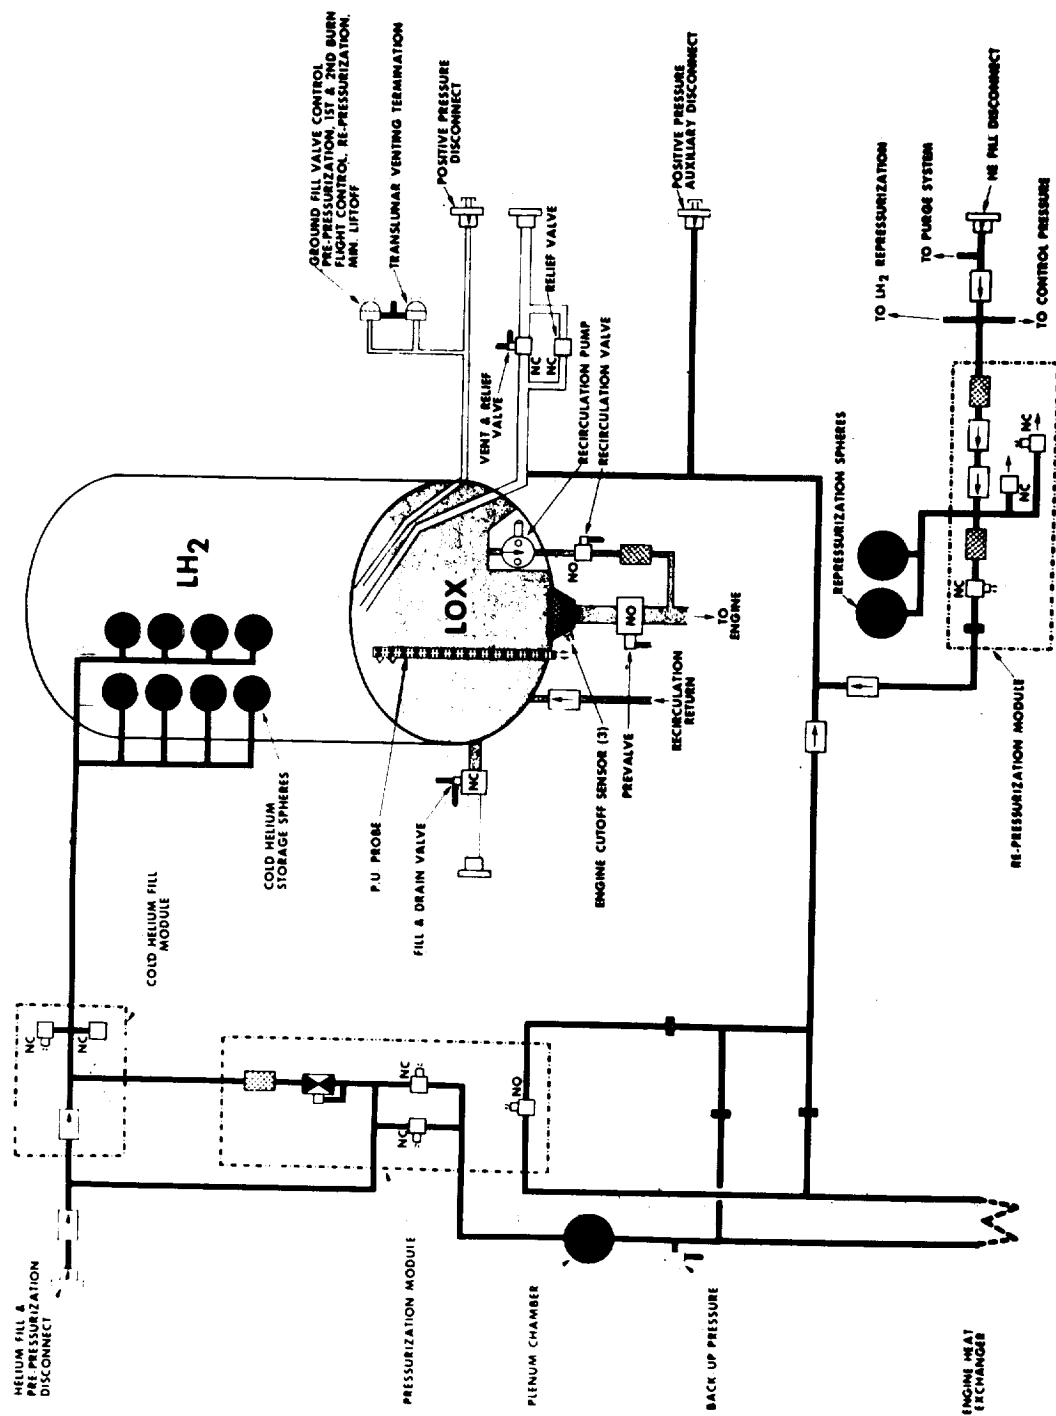 GROUND FILL VALVE CONTROL
PRE-PRESSURIZATION, 1ST & 2ND BURN
FLIGHT CONTROL, RE-PRESSURIZATION,
MIN. LIFTOFF
TRANSLUNAR VENTING TERMINATION
POSITIVE PRESSURE
DISCONNECT
VENT & RELIEF
VALVE
NC
NC
RELIEF VALVE
RECIRCULATION PUMP
RECIRCULATION VALVE
POSITIVE PRESSURE
AUXILIARY DISCONNECT
TO LH2 REPRESSURIZATION
TO PURGE SYSTEM
HE FILL DISCONNECT
TO CONTROL PRESSURE
LH2
LOX
NO
NO
TO
ENGINE
REPRESSURIZATION SPHERES
NC
NC
NC
RE-PRESSURIZATION MODULE
COLD HELIUM
STORAGE SPHERES
P.U PROBE
NC
FILL & DRAIN VALVE
ENGINE CUTOFF SENSOR (3)
PREVALVE
RECIRCULATION
RETURN
COLD HELIUM FILL
MODULE
NC
NC
NC
NC
NO
HELIUM FILL &
PRE-PRESSURIZATION
DISCONNECT
PRESSURIZATION MODULE
PLENUM CHAMBER
BACK UP PRESSURE
ENGINE HEAT
EXCHANGER